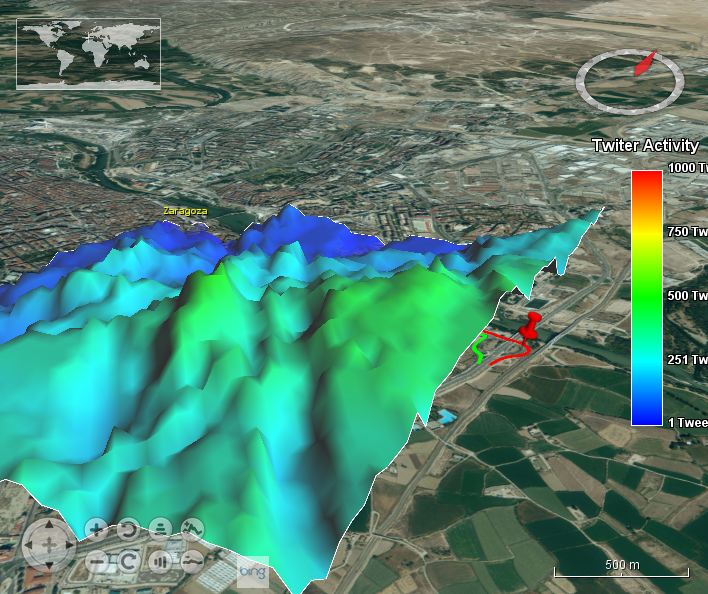 Twiter Activity
1000 Tw
Zaragoza
750 Tw
500 Tw
251 Tw
1 Twee
bing
500 m